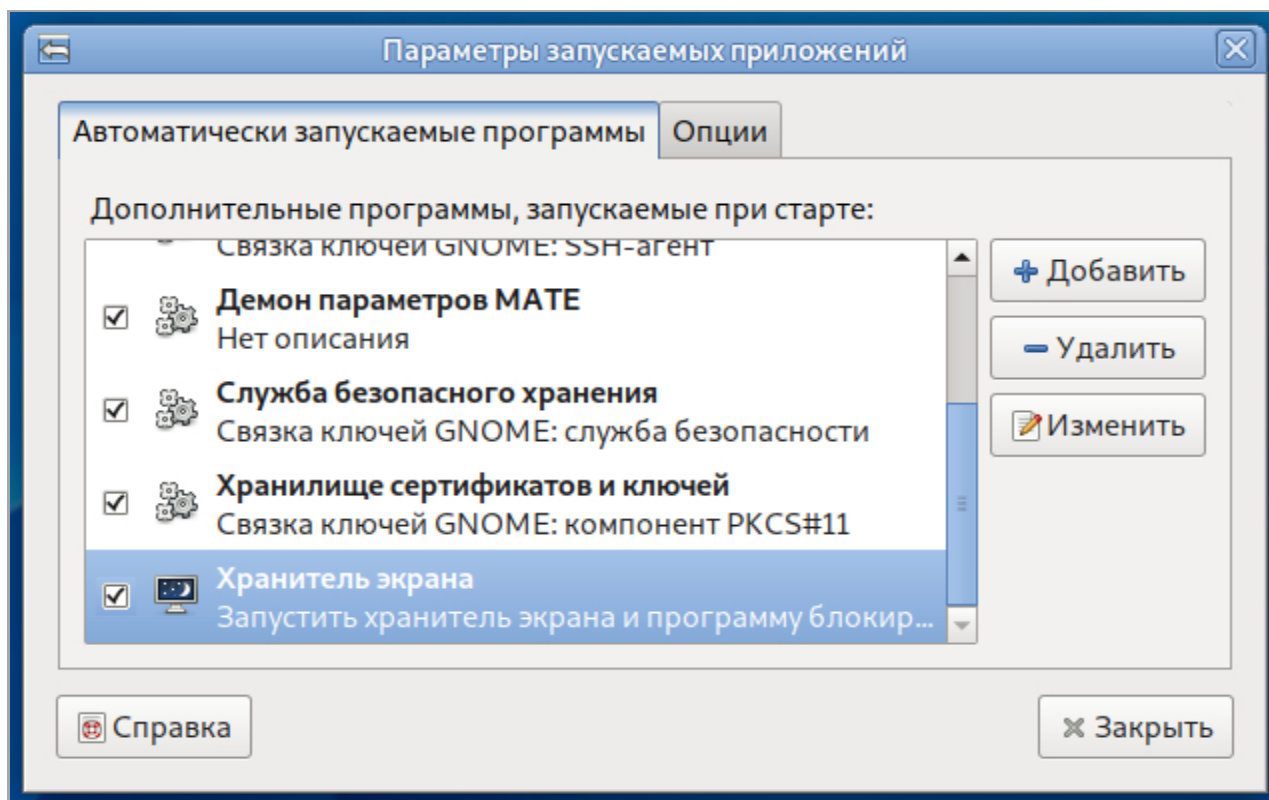 Параметры запускаемых приложений
Автоматически запускаемые программы
Опции
Дополнительные программы, запускаемые при старте:
Связка ключей GNOME: SSH-агент
Демон параметров MATE
Нет описания
Служба безопасного хранения
Связка ключей GNOME: служба безопасности
Хранилище сертификатов и ключей
Связка ключей GNOME: компонент PKCS#11
Хранитель экрана
Запустить хранитель экрана и программу блокир...
Добавить
Удалить
Изменить
Справка
Закрыть